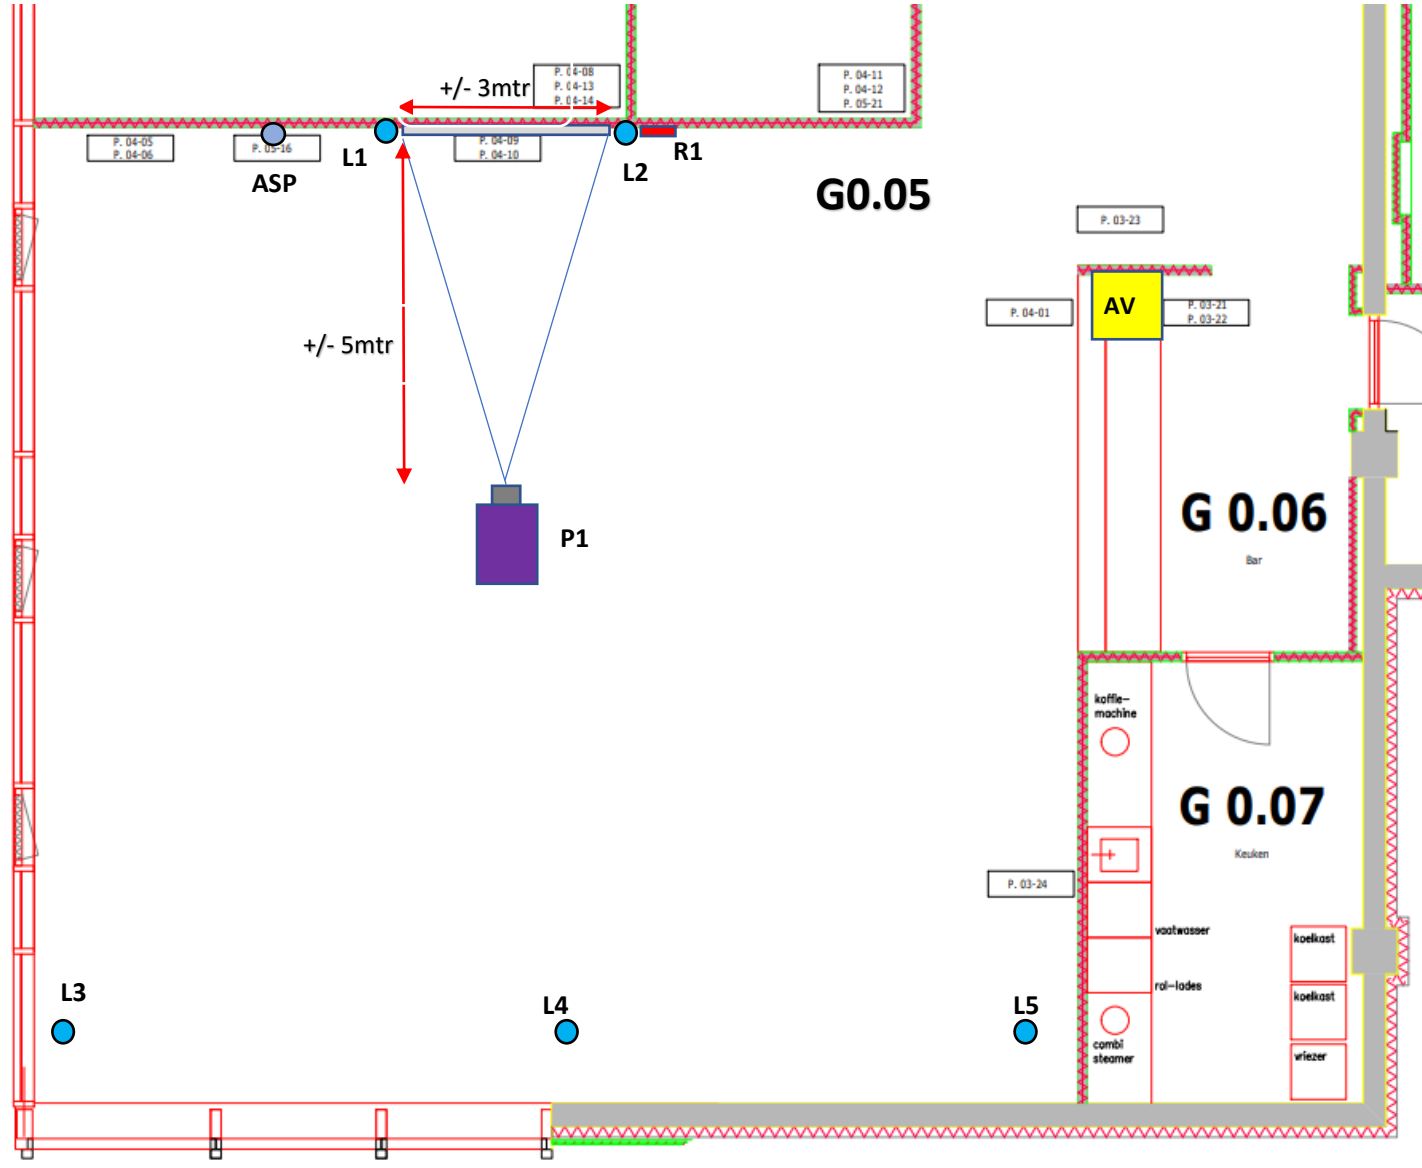 P. 04-08
P. 04-13
P. 04-14
+/- 3mtr
P. 04-11
P. 04-12
P. 05-21
P. 04-05
P. 04-06
P. 05-16
ASP
L1
P. 04-09
P. 04-10
L2
R1
G0.05
P. 03-23
P. 04-01
AV
P. 03-21
P. 03-22
+/- 5mtr
P1
G 0.06
Bar
koffie-
machine
G 0.07
Keuken
P. 03-24
vaatwasser
rol-lades
koelkast
koelkast
vriezer
combi
steamer
L3
L4
L5